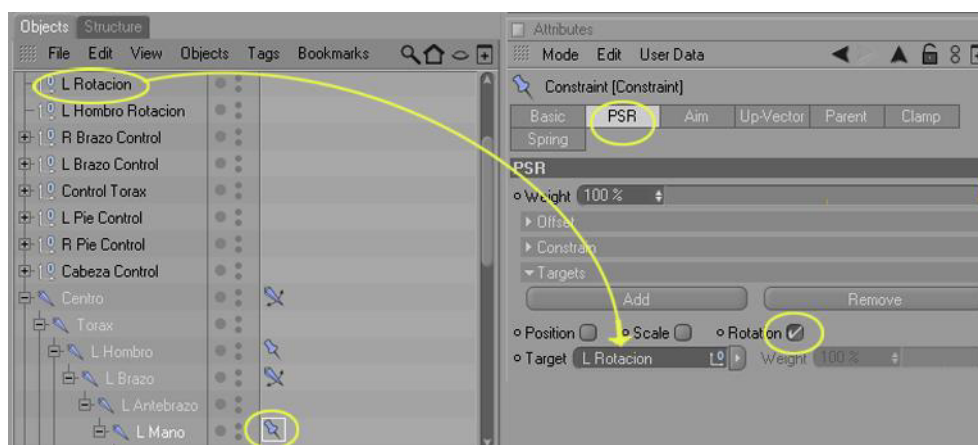 Objects Structure
File Edit View Objects Tags Bookmarks
L Rotacion
L Hombro Rotacion
R Brazo Control
L Brazo Control
Control Torax
L Pie Control
R Pie Control
Cabeza Control
Centro
Torax
L Hombro
L Brazo
L Antebrazo
L Mano
Attributes
Mode Edit User Data
Constraint [Constraint]
Basic PSR Aim Up-Vector Parent Clamp
Spring
PSR
Weight 100 %
Offset
Constrain
Targets
Add Remove
Position Scale Rotation
Target L Rotacion Weight 100 %